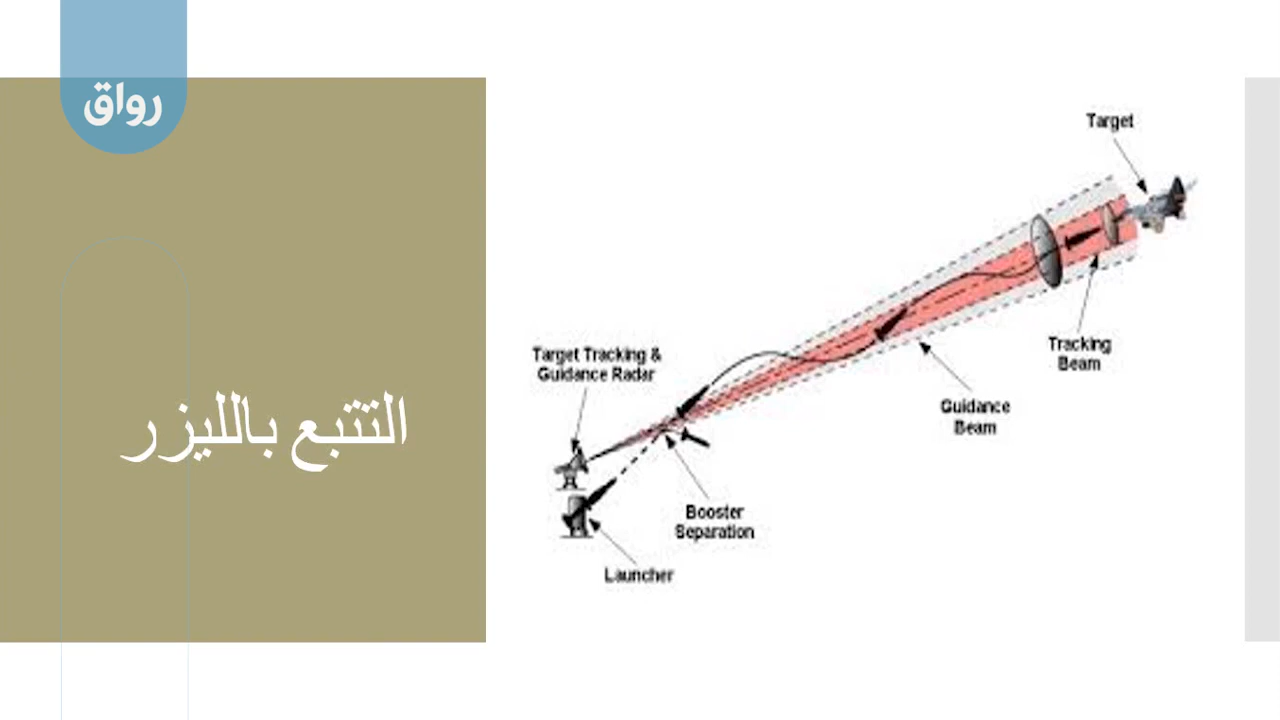 رواق
التتبع بالليزر
Target
Target Tracking &
Guidance Radar
Tracking
Beam
Guidance
Beam
Booster
Separation
Launcher